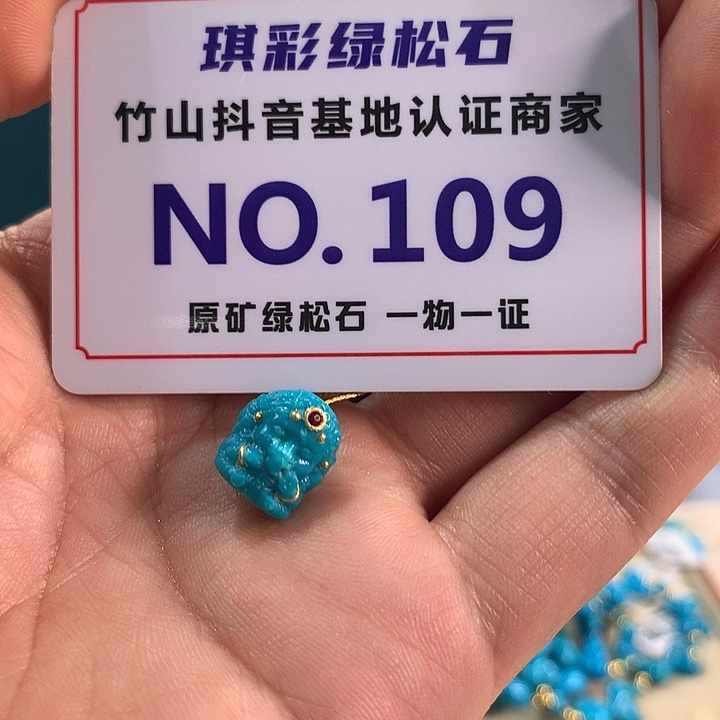 琪彩绿松石
竹山抖音基地认证商家
NO.109
原矿绿松石 一物一证